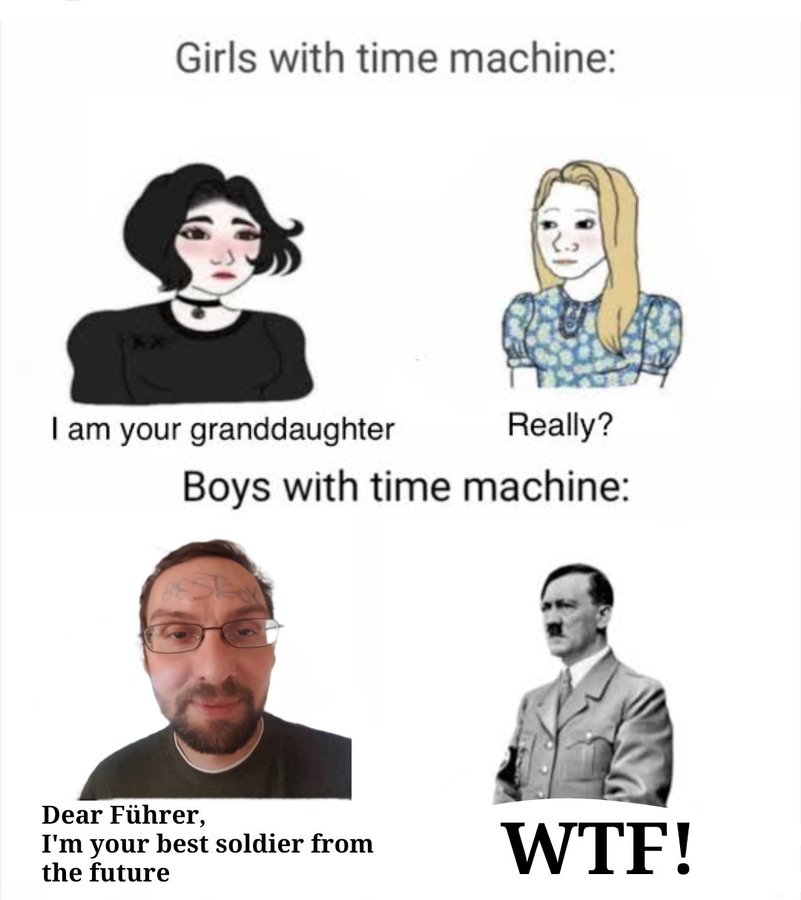 Girls with time machine:
I am your granddaughter
Really?
Boys with time machine:
BESTBOY
Dear Führer,
I'm your best soldier from
the future
WTF!